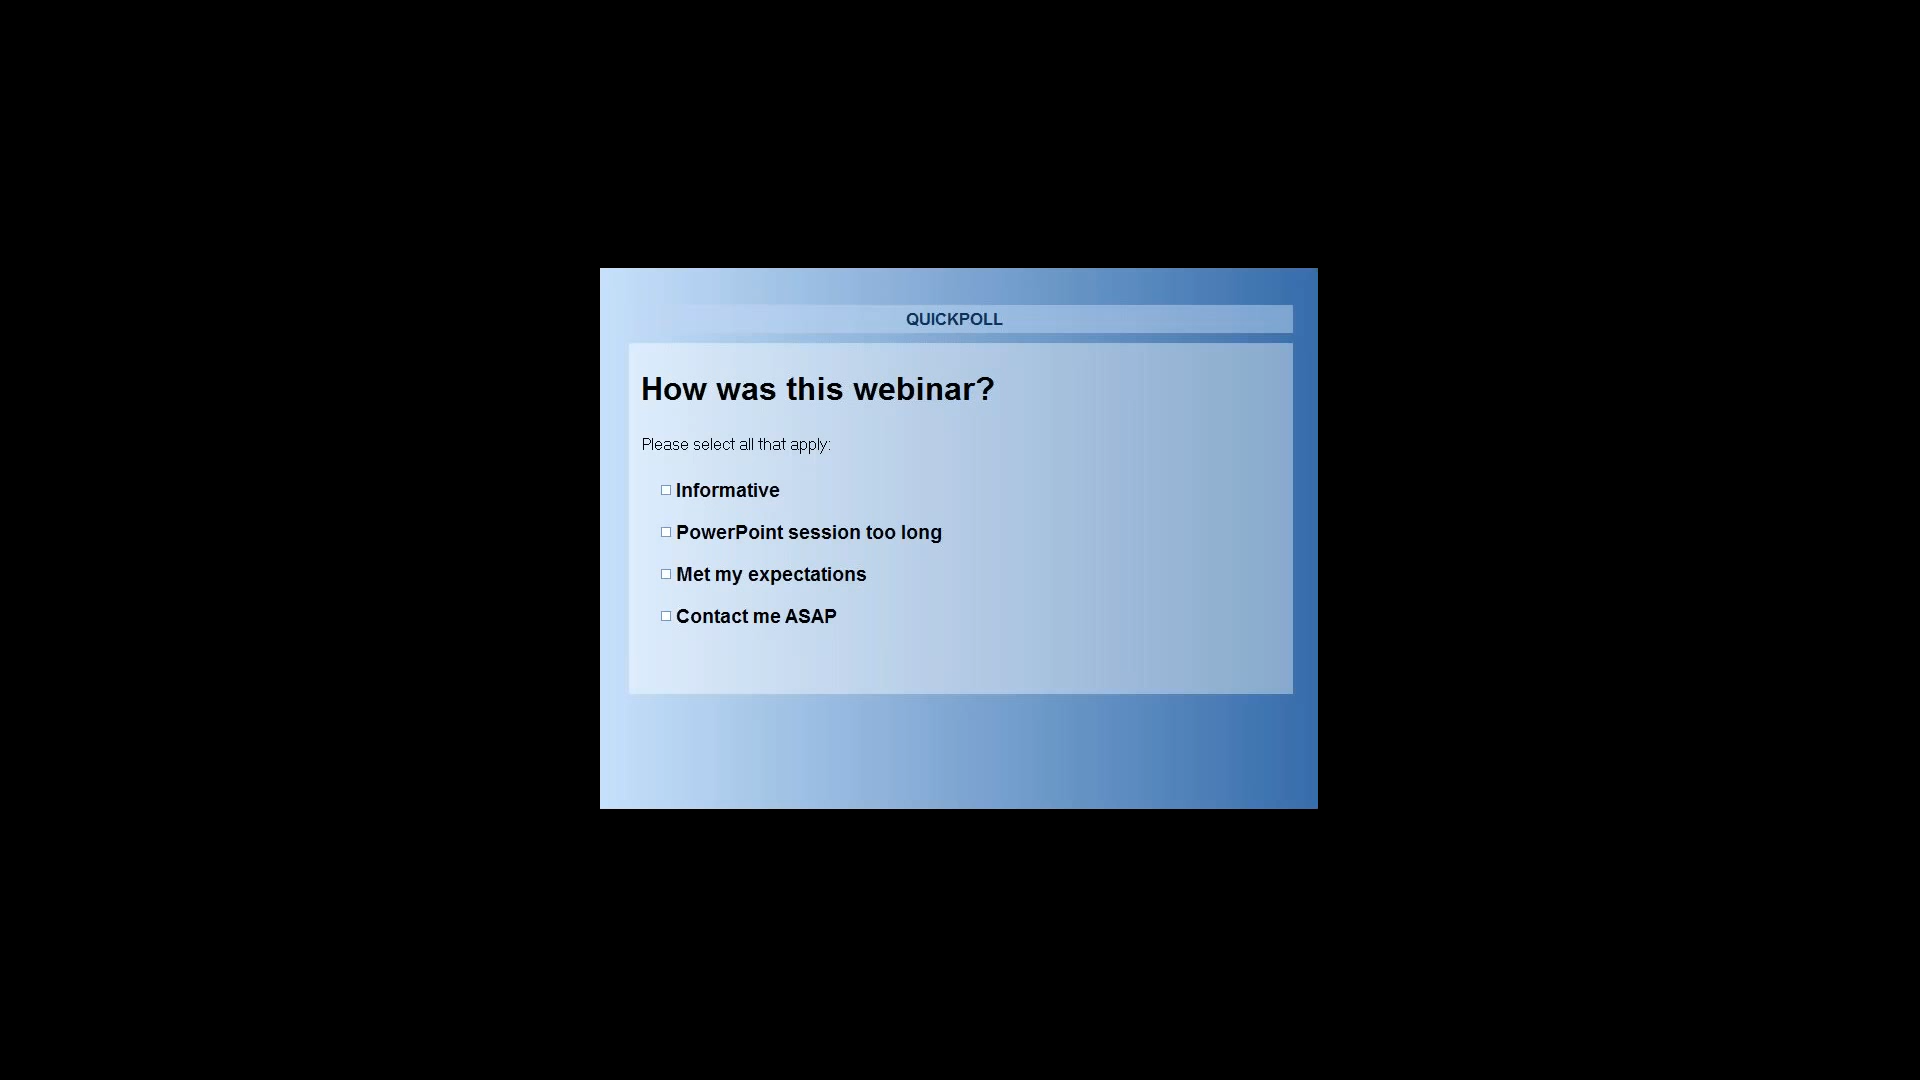 QUICKPOLL
How was this webinar?
Please select all that apply:
Informative
PowerPoint session too long
Met my expectations
Contact me ASAP